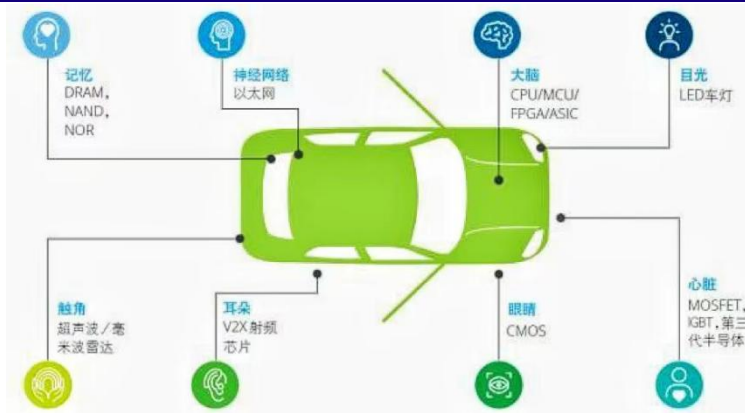 记忆
DRAM,
NAND,
NOR
神经网络
以太网
大脑
CPU/MCU/
FPGA/ASIC
目光
LED车灯
触角
超声波/毫
米波雷达
耳朵
V2X射频
芯片
眼睛
CMOS
心脏
MOSFET,
IGBT,第三
代半导体